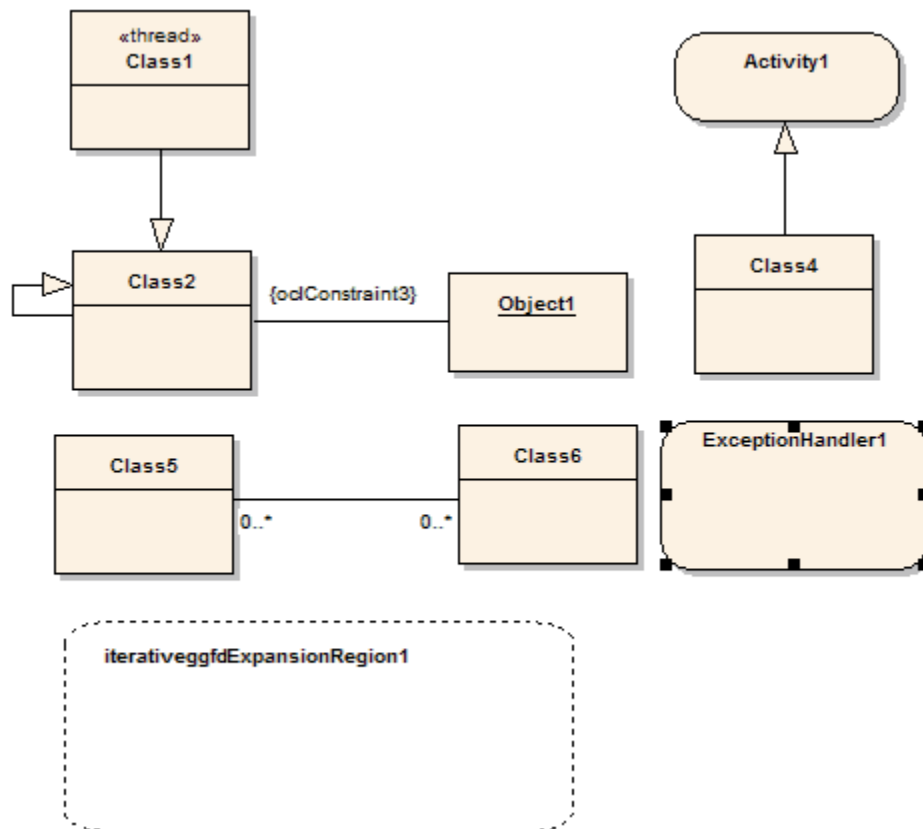 «thread»
Class1
Activity1
Class2
{oclConstraint3}
Object1
Class4
Class5
0..*
0..*
Class6
ExceptionHandler1
iterativeggfdExpansionRegion1